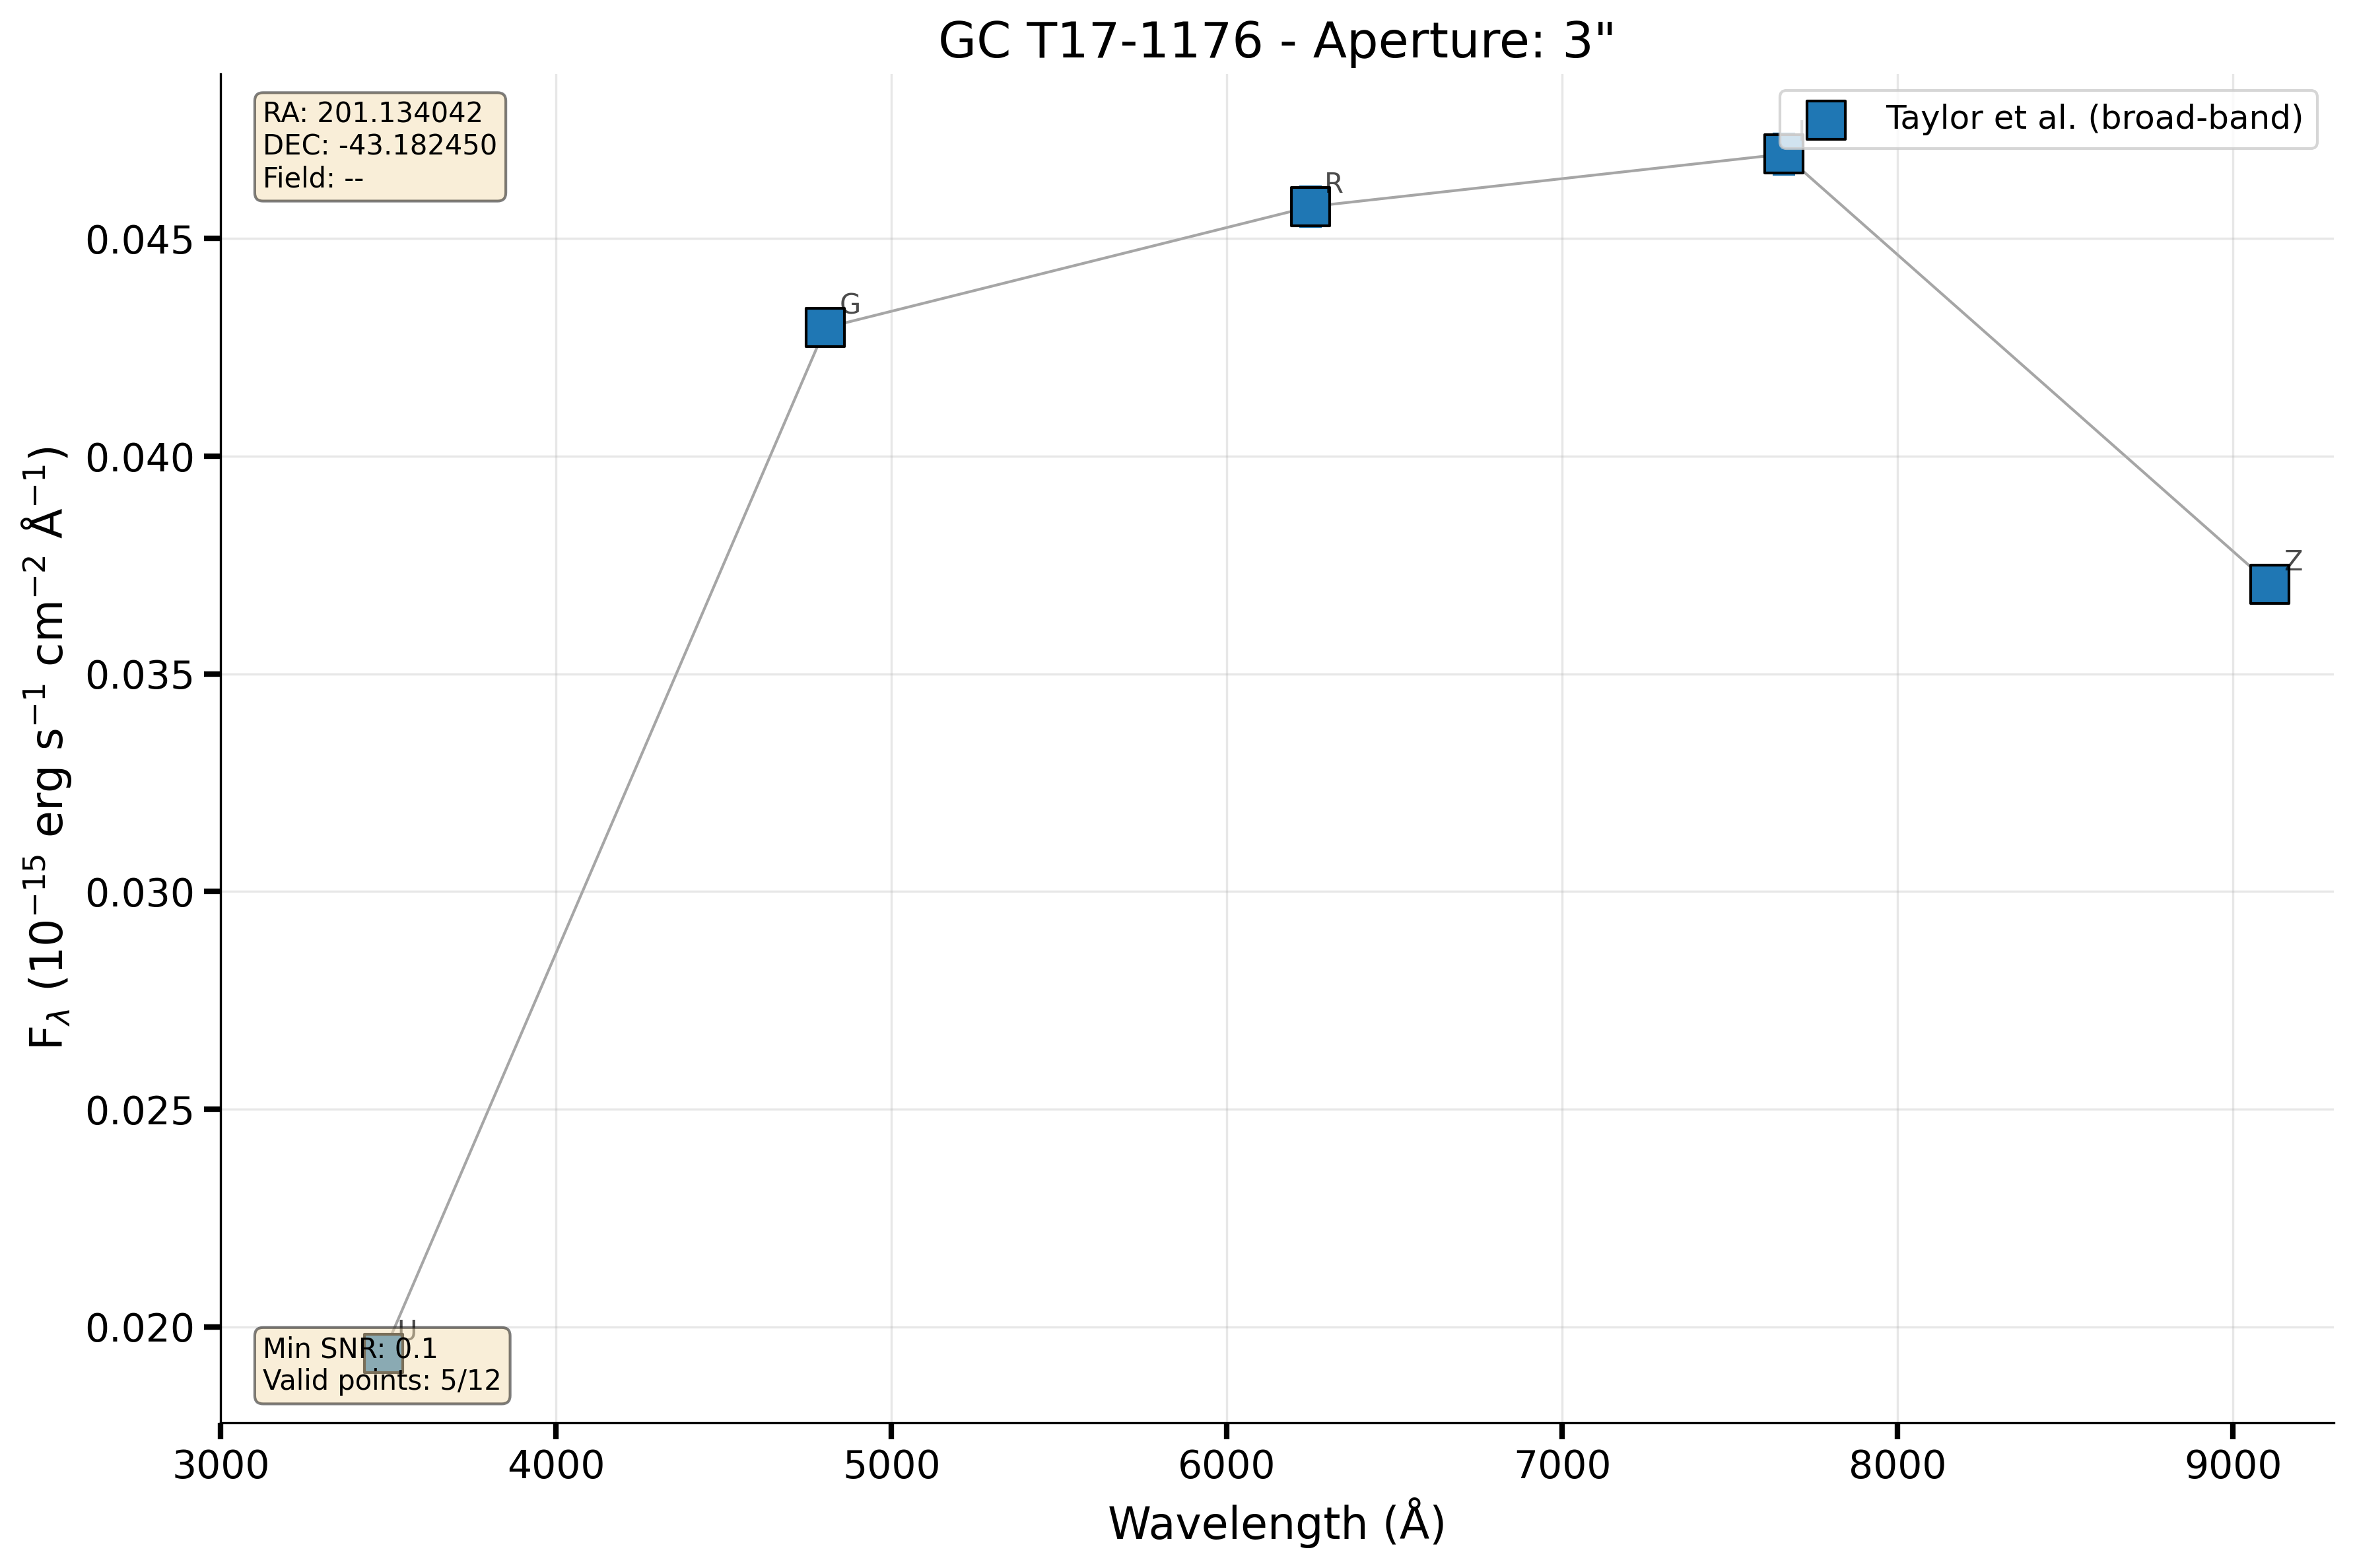 GC T17-1176 - Aperture: 3"
RA: 201.134042
DEC: -43.182450
Field: --
Taylor et al. (broad-band)
R
G
Z
U
0.045
0.040
0.035
0.030
0.025
0.020
F_λ (10⁻¹⁵ erg s⁻¹ cm⁻² Å⁻¹)
Min SNR: 0.1
Valid points: 5/12
3000 4000 5000 6000 7000 8000 9000
Wavelength (Å)